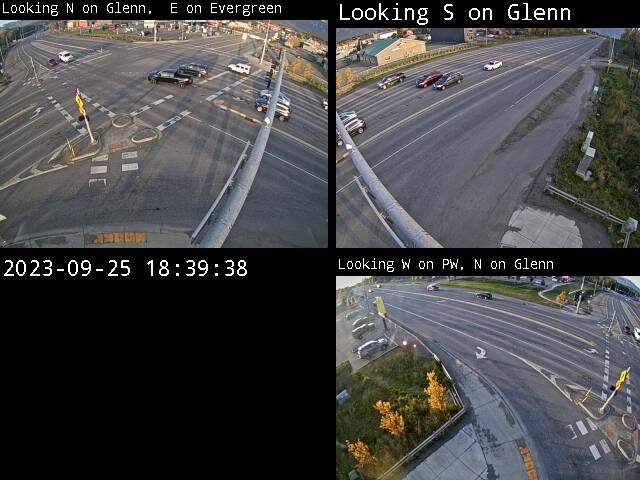 Looking N on Glenn, E on Evergreen
Looking S on Glenn
2023-09-25 18:39:38
Looking W on PW, N on Glenn